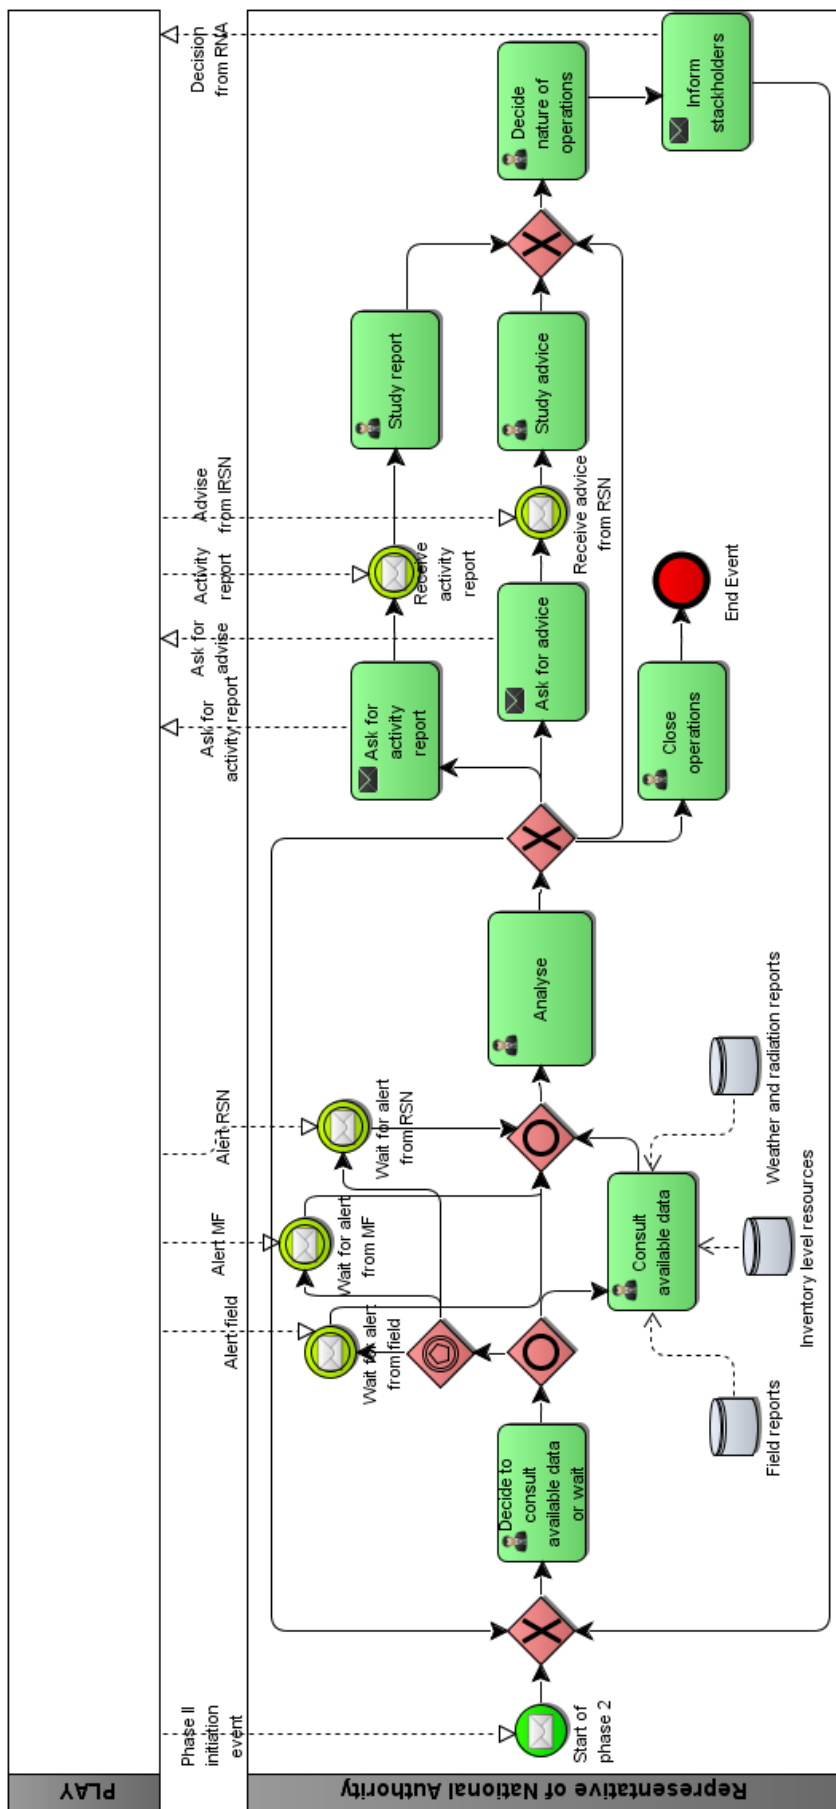 PLAY
Representative of National Authority
Phase II
initiation
event
Start of
phase 2
Decide to
consult
available data
or wait
Alert field
Wait for alert
from field
Alert MF
Wait for alert
from MF
Alert RSN
Wait for alert
from RSN
Consult
available data
Field reports
Inventory level resources
Weather and radiation reports
Analyse
Ask for
activity report
Ask for
activity
report
Ask for
advise
Ask for advice
Close
operations
End Event
Activity
report
Receive
activity
report
Advise
from IRSN
Receive advice
from RSN
Study report
Study advice
Decide
nature of
operations
Decision
from RNA
Inform
stackholders